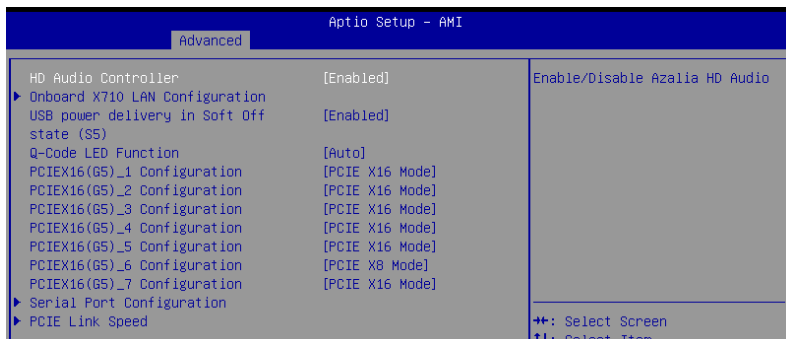 Aptio Setup – AMI
Advanced
HD Audio Controller [Enabled]
Onboard X710 LAN Configuration
USB power delivery in Soft Off [Enabled]
state (S5)
Q-Code LED Function [Auto]
PCIEX16(G5)_1 Configuration [PCIE X16 Mode]
PCIEX16(G5)_2 Configuration [PCIE X16 Mode]
PCIEX16(G5)_3 Configuration [PCIE X16 Mode]
PCIEX16(G5)_4 Configuration [PCIE X16 Mode]
PCIEX16(G5)_5 Configuration [PCIE X16 Mode]
PCIEX16(G5)_6 Configuration [PCIE X8 Mode]
PCIEX16(G5)_7 Configuration [PCIE X16 Mode]
Serial Port Configuration
PCIE Link Speed
Enable/Disable Azalia HD Audio
→←: Select Screen
↑↓: Select Item